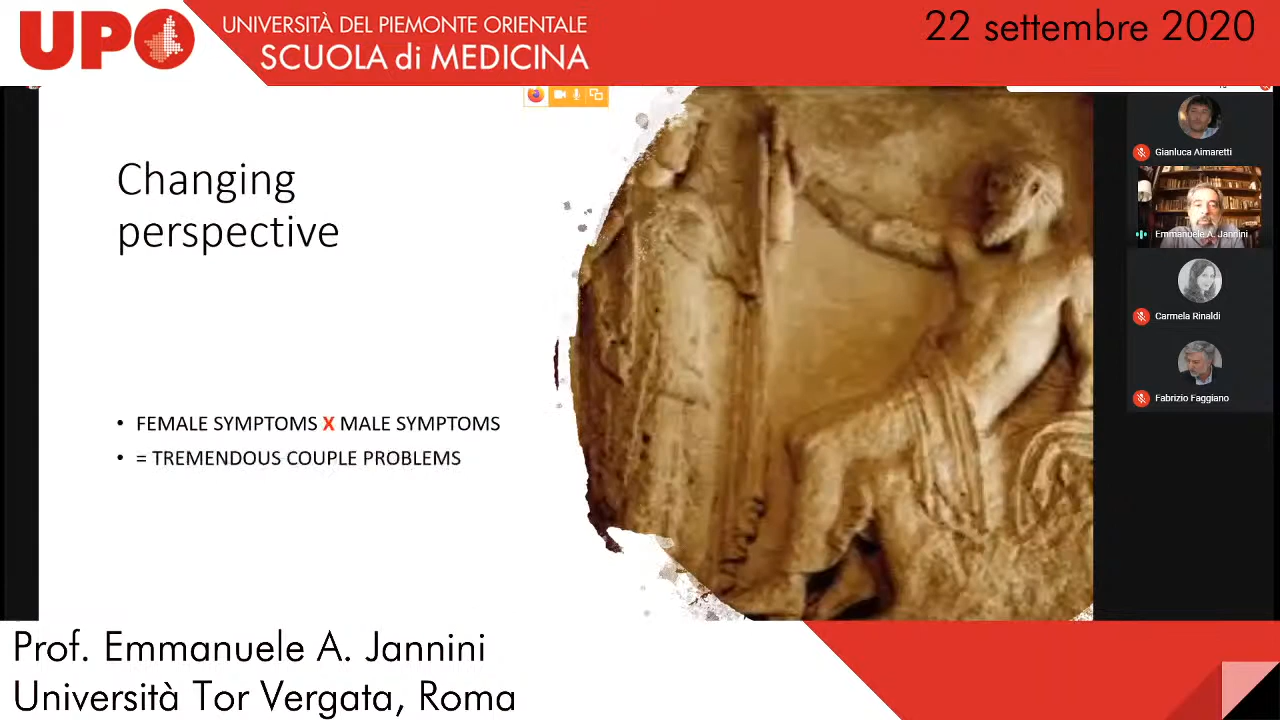 UPO
UNIVERSITÀ DEL PIEMONTE ORIENTALE
SCUOLA di MEDICINA
22 settembre 2020
Changing
perspective
• FEMALE SYMPTOMS X MALE SYMPTOMS
• = TREMENDOUS COUPLE PROBLEMS
Gianluca Aimaretti
Emmanuele A. Jannini
Carmela Rinaldi
Fabrizio Faggiano
Prof. Emmanuele A. Jannini
Università Tor Vergata, Roma